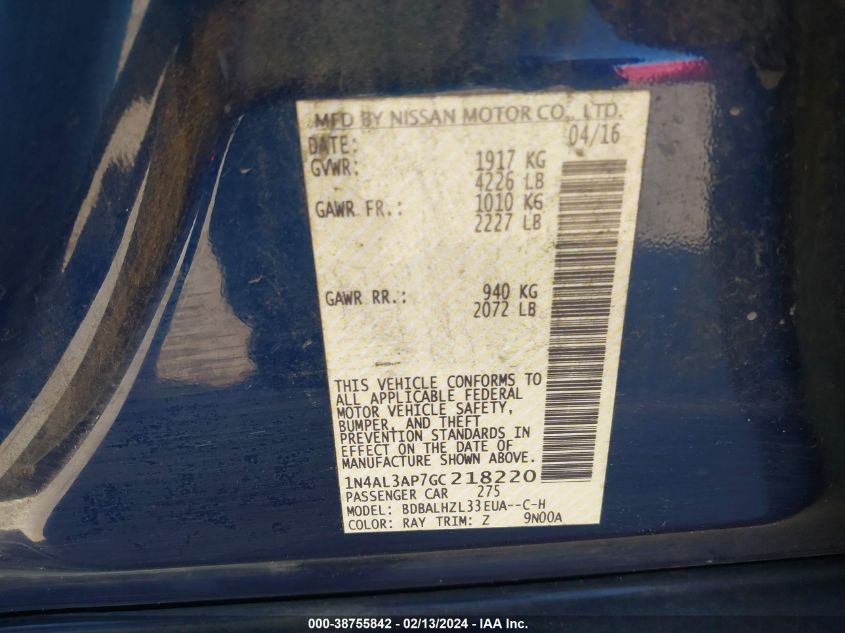 MFD BY NISSAN MOTOR CO., LTD.
DATE: 04/16
GVWR: 1917 KG
4226 LB
GAWR FR.: 1010 KG
2227 LB
GAWR RR.: 940 KG
2072 LB
THIS VEHICLE CONFORMS TO
ALL APPLICABLE FEDERAL
MOTOR VEHICLE SAFETY,
BUMPER, AND THEFT
PREVENTION STANDARDS IN
EFFECT ON THE DATE OF
MANUFACTURE SHOWN ABOVE.
1N4AL3AP7GC218220
PASSENGER CAR 275
MODEL: BDBALHZL33EUA--C-H
COLOR: RAY TRIM: Z 9N00A
000-38755842 - 02/13/2024 - IAA Inc.